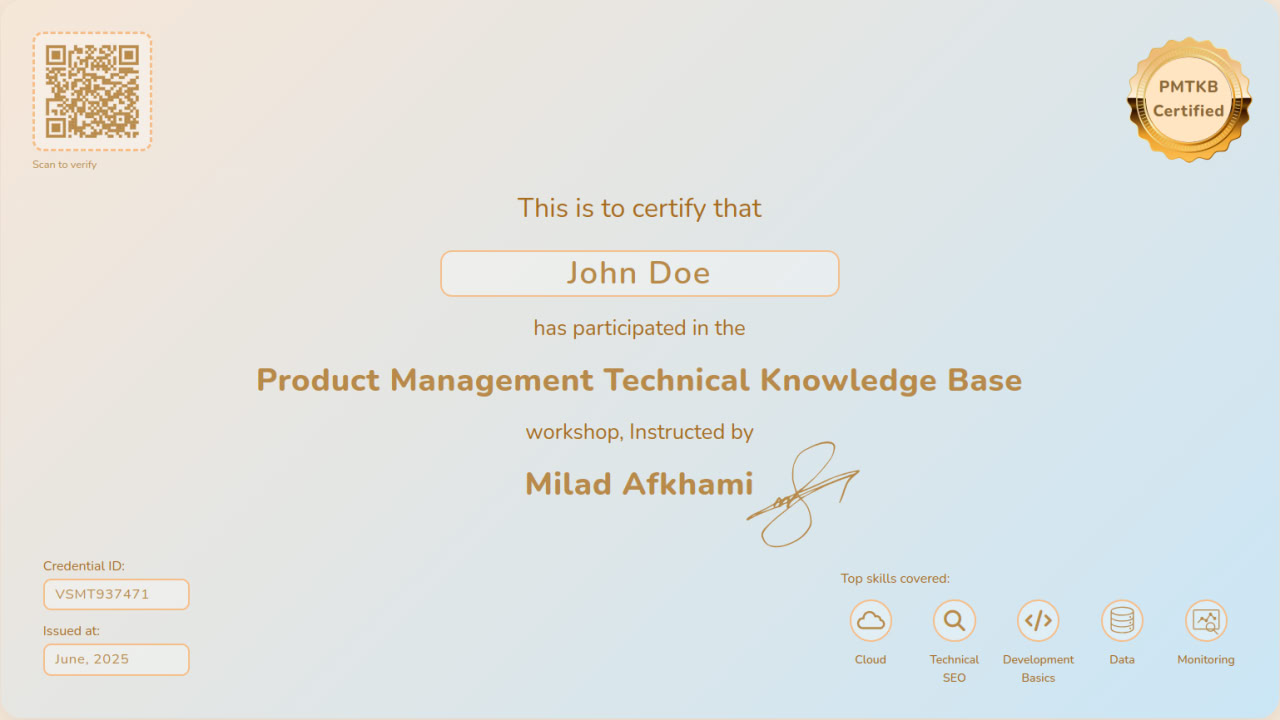 Scan to verify
PMTKB
Certified
This is to certify that
John Doe
has participated in the
Product Management Technical Knowledge Base
workshop, Instructed by
Milad Afkhami
Credential ID:
VSMT937471
Issued at:
June, 2025
Top skills covered:
Cloud
Technical
SEO
Development
Basics
Data
Monitoring